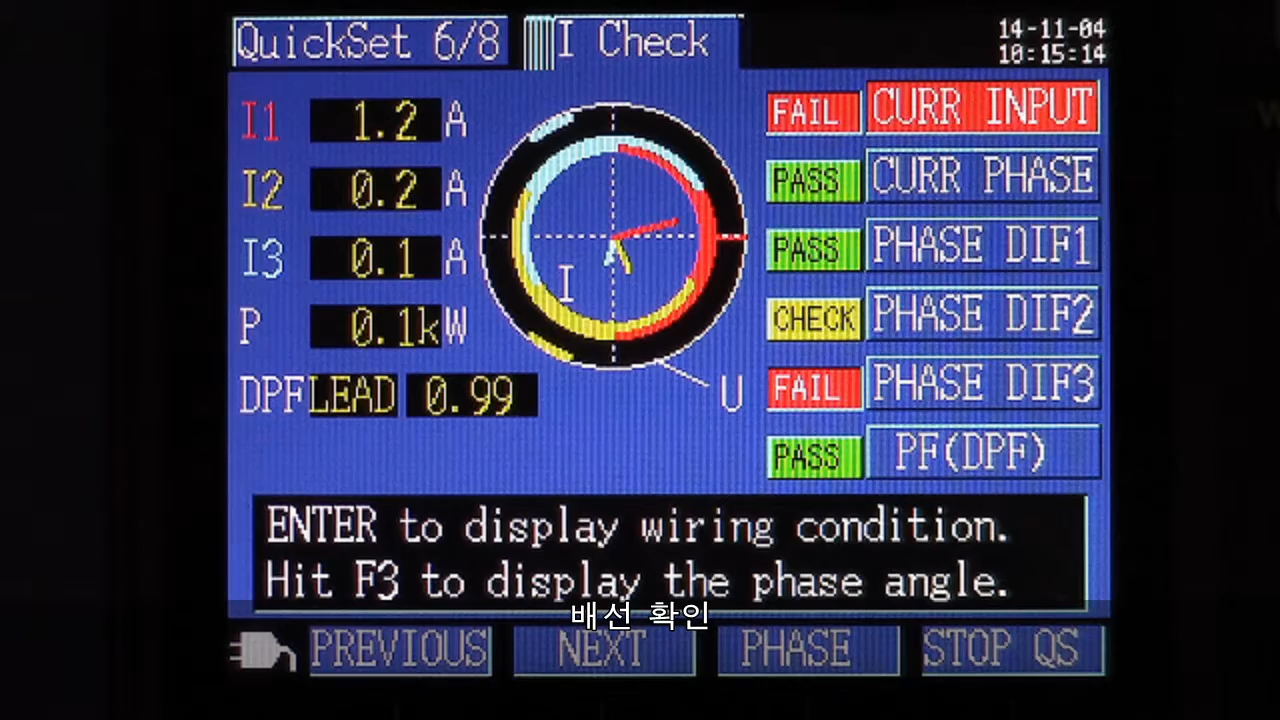 QuickSet 6/8
I Check
14-11-04
10:15:14
I1 1.2 A
I2 0.2 A
I3 0.1 A
P 0.1kW
DPF LEAD 0.99
I
U
FAIL CURR INPUT
PASS CURR PHASE
PASS PHASE DIF1
CHECK PHASE DIF2
FAIL PHASE DIF3
PASS PF(DPF)
ENTER to display wiring condition.
Hit F3 to display the phase angle.
배선 확인
PREVIOUS NEXT PHASE STOP QS